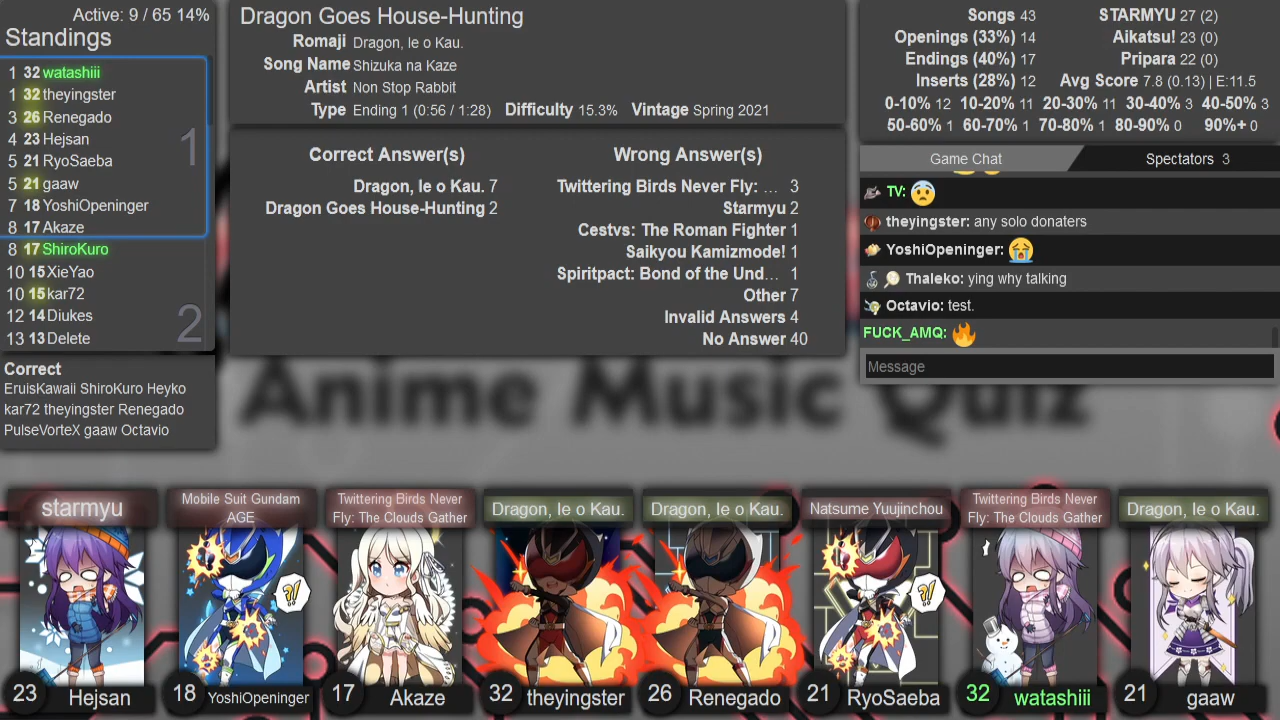 Active: 9 / 65 14%
Standings
1 32 watashiii
1 32 theyingster
3 26 Renegado
4 23 Hejsan
5 21 RyoSaeba
5 21 gaaw
7 18 YoshiOpeninger
8 17 Akaze
1
8 17 ShiroKuro
10 15 XieYao
10 15 kar72
12 14 Diukes
13 13 Delete
2
Correct
EruisKawaii ShiroKuro Heyko
kar72 theyingster Renegado
PulseVorteX gaaw Octavio
Dragon Goes House-Hunting
Romaji Dragon, Ie o Kau.
Song Name Shizuka na Kaze
Artist Non Stop Rabbit
Type Ending 1 (0:56 / 1:28) Difficulty 15.3% Vintage Spring 2021
Correct Answer(s)
Dragon, Ie o Kau. 7
Dragon Goes House-Hunting 2
Wrong Answer(s)
Twittering Birds Never Fly: ... 3
Starmyu 2
Cestvs: The Roman Fighter 1
Saikyou Kamizmode! 1
Spiritpact: Bond of the Und... 1
Other 7
Invalid Answers 4
No Answer 40
Songs 43 STARMYU 27 (2)
Openings (33%) 14 Aikatsu! 23 (0)
Endings (40%) 17 Pripara 22 (0)
Inserts (28%) 12 Avg Score 7.8 (0.13) | E:11.5
0-10% 12 10-20% 11 20-30% 11 30-40% 3 40-50% 3
50-60% 1 60-70% 1 70-80% 1 80-90% 0 90%+ 0
Game Chat Spectators 3
TV: 😨
theyingster: any solo donaters
YoshiOpeninger: 😭
Thaleko: ying why talking
Octavio: test.
FUCK_AMQ: 🔥
Message
Anime Music Quiz
starmyu
23 Hejsan
Mobile Suit Gundam
AGE
?!
18 YoshiOpeninger
Twittering Birds Never
Fly: The Clouds Gather
17 Akaze
Dragon, Ie o Kau.
32 theyingster
Dragon, Ie o Kau.
26 Renegado
Natsume Yuujinchou
?!
21 RyoSaeba
Twittering Birds Never
Fly: The Clouds Gather
32 watashiii
Dragon, Ie o Kau.
21 gaaw